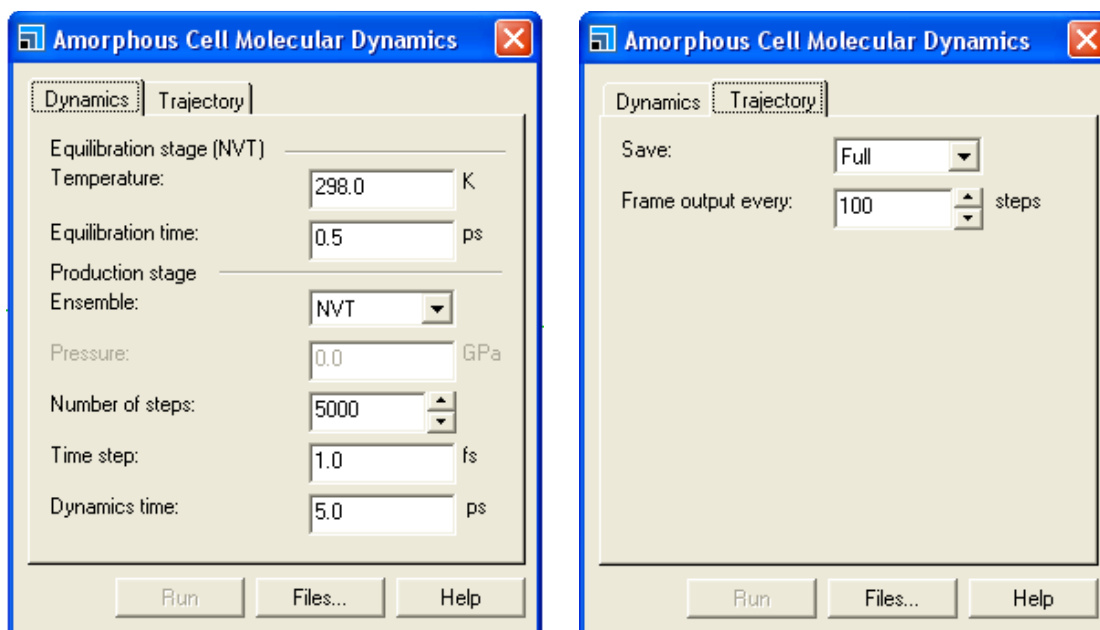 Amorphous Cell Molecular Dynamics
Dynamics Trajectory
Equilibration stage (NVT)
Temperature: 298.0 K
Equilibration time: 0.5 ps
Production stage
Ensemble: NVT
Pressure: 0.0 GPa
Number of steps: 5000
Time step: 1.0 fs
Dynamics time: 5.0 ps
Run Files... Help
Amorphous Cell Molecular Dynamics
Dynamics Trajectory
Save: Full
Frame output every: 100 steps
Run Files... Help